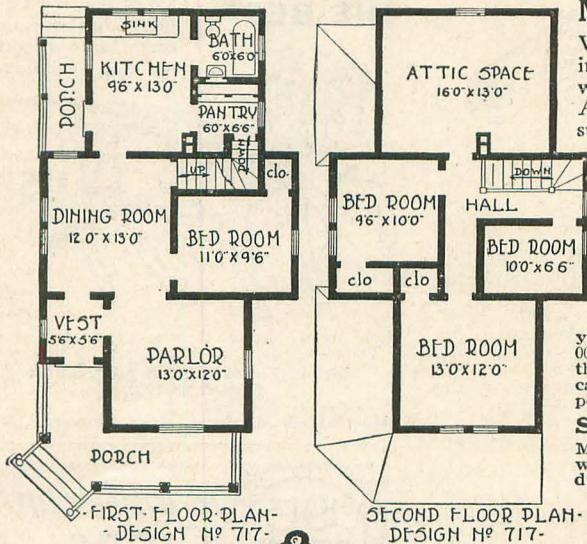 SINK
BATH
6'0"X6'0"
KITCHEN
9'6" X 13'0"
PORCH
PANTRY
6'0"X6'6"
DOWN
UP
clo.
DINING ROOM
12'0"X13'0"
BED ROOM
11'0"X9'6"
VEST
5'6"X5'6"
PARLOR
13'0"X12'0"
PORCH
-FIRST FLOOR PLAN-
DESIGN Nº 717-
ATTIC SPACE
16'0"X13'0"
DOWN
BED ROOM
9'6"X10'0"
HALL
BED ROOM
10'0"X6'6"
clo
clo
BED ROOM
13'0"X12'0"
SECOND FLOOR PLAN-
DESIGN Nº 717-